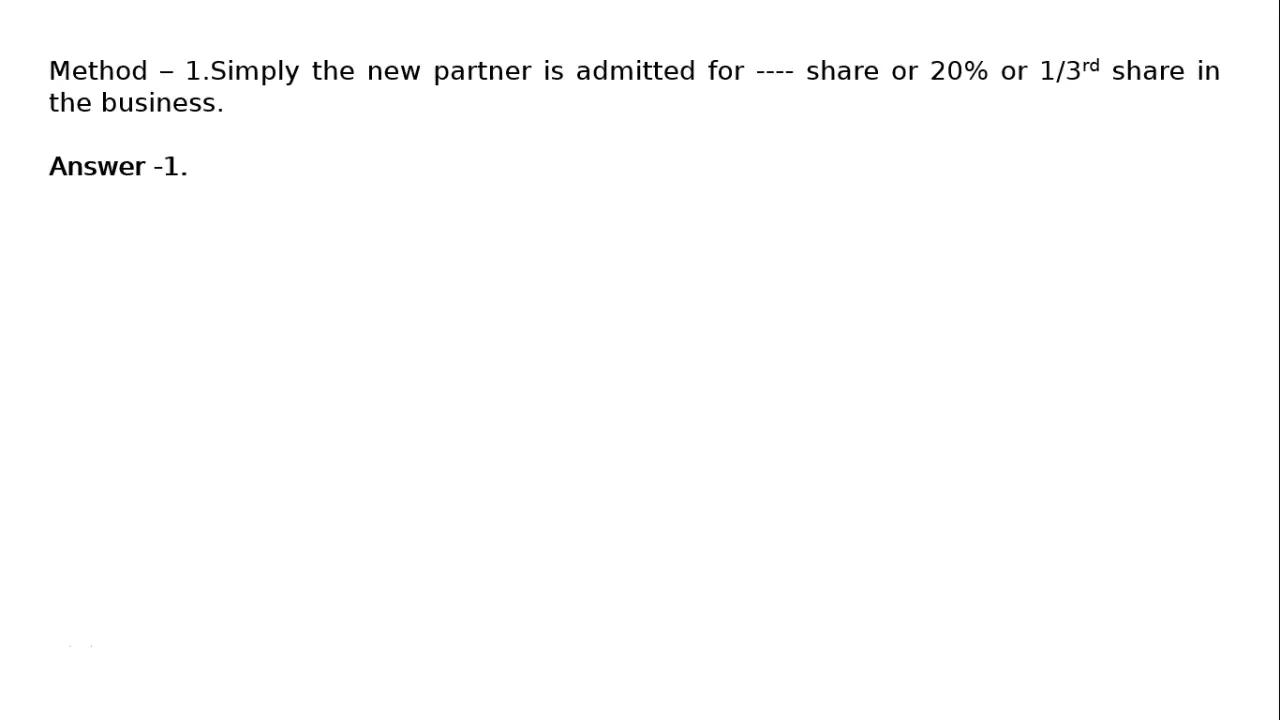 Method – 1.Simply the new partner is admitted for ---- share or 20% or 1/3rd share in
the business.
Answer -1.